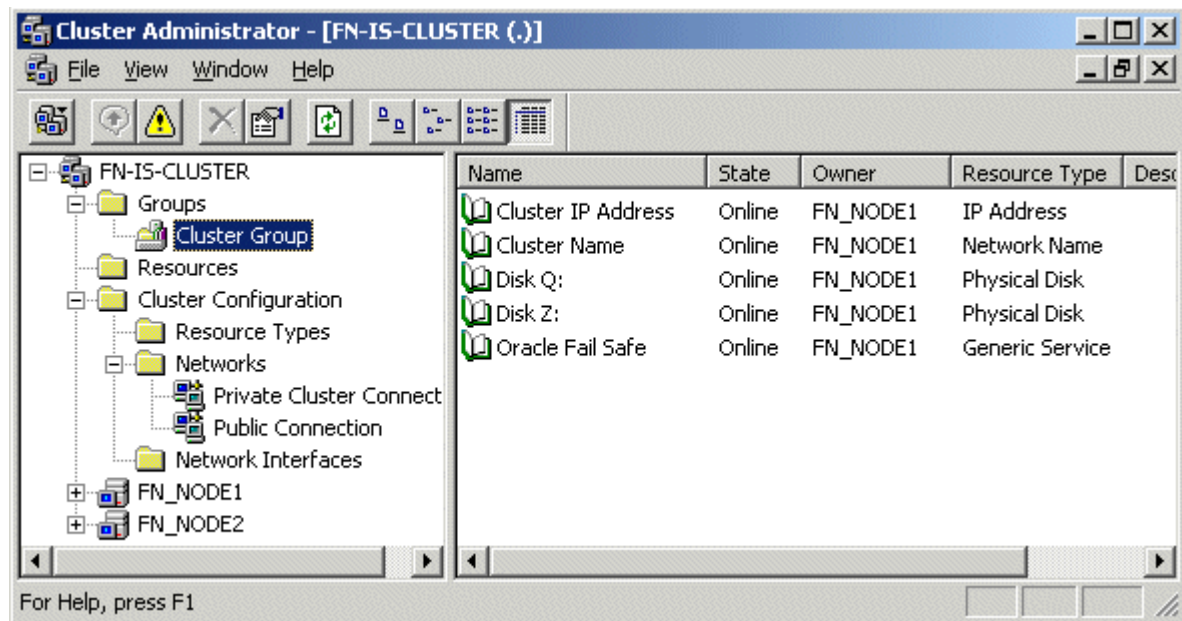 Cluster Administrator - [FN-IS-CLUSTER (.)]
File View Window Help
FN-IS-CLUSTER
Groups
Cluster Group
Resources
Cluster Configuration
Resource Types
Networks
Private Cluster Connect
Public Connection
Network Interfaces
FN_NODE1
FN_NODE2
Name State Owner Resource Type Desc
Cluster IP Address Online FN_NODE1 IP Address
Cluster Name Online FN_NODE1 Network Name
Disk Q: Online FN_NODE1 Physical Disk
Disk Z: Online FN_NODE1 Physical Disk
Oracle Fail Safe Online FN_NODE1 Generic Service
For Help, press F1